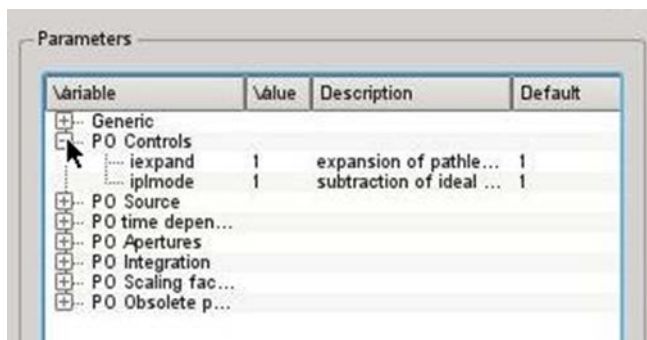 Parameters
Variable Value Description Default
Generic
PO Controls
iexpand 1 expansion of pathle... 1
iplmode 1 subtraction of ideal ... 1
PO Source
PO time depen...
PO Apertures
PO Integration
PO Scaling fac...
PO Obsolete p...